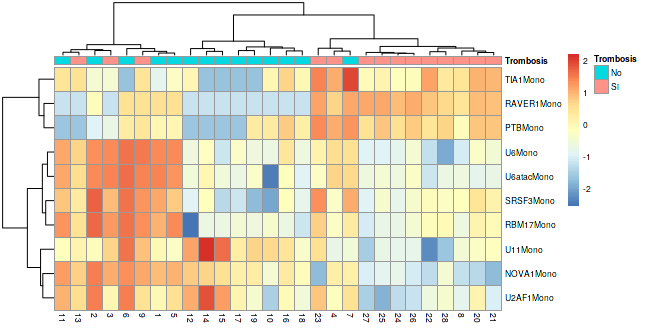 Trombosis
TIA1Mono
RAVER1Mono
PTBMono
U6Mono
U6atacMono
SRSF3Mono
RBM17Mono
U11Mono
NOVA1Mono
U2AF1Mono
11 13 2 3 6 9 1 5 12 14 15 17 19 10 16 18 23 4 7 27 25 24 26 22 28 8 20 21
2
1
0
-1
-2
Trombosis
No
SI